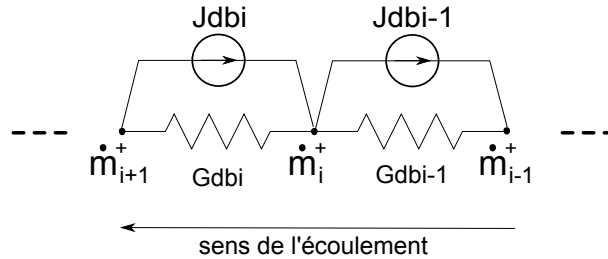 Jdbi Jdbi-1
ṁ i+1 + Gdbi ṁ i + Gdbi-1 ṁ i-1 +
sens de l'écoulement